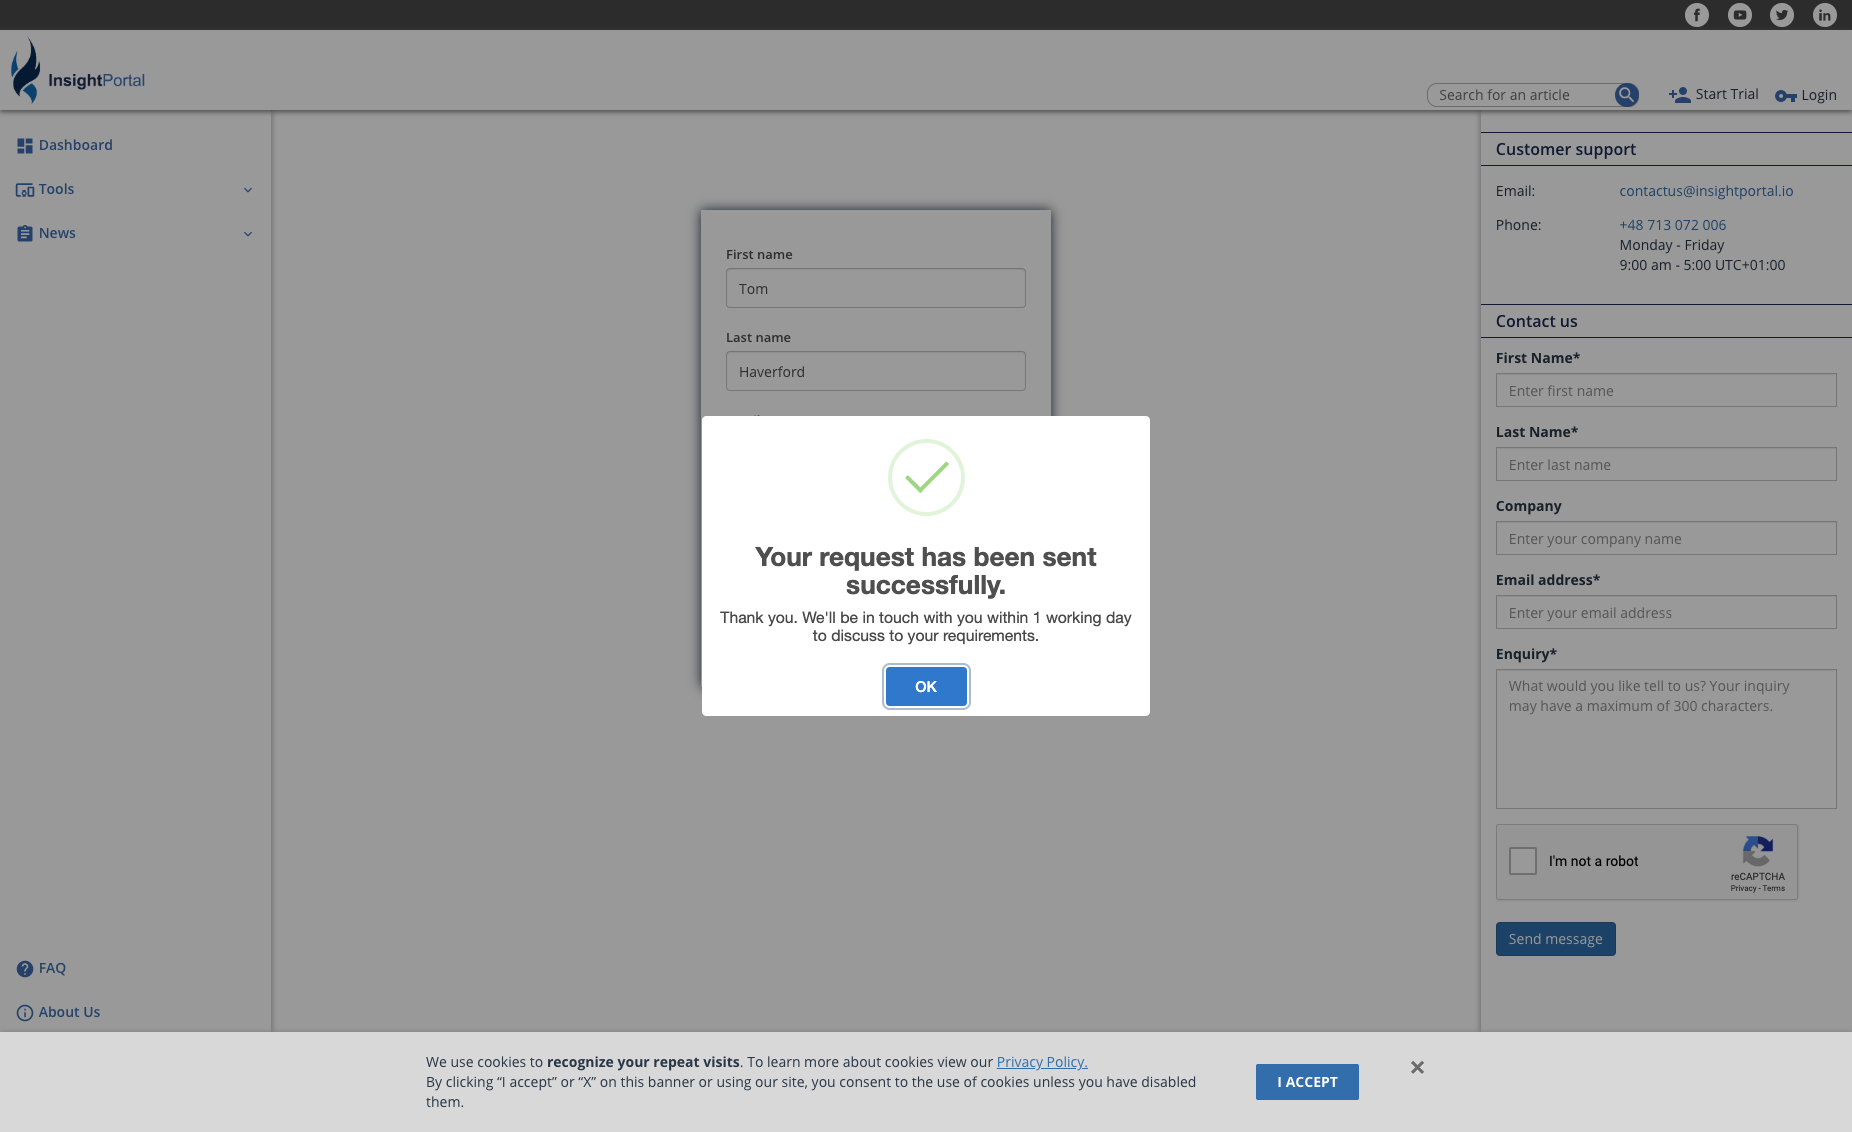 InsightPortal
Search for an article
Start Trial
Login
Dashboard
Tools
News
First name
Tom
Last name
Haverford
Your request has been sent
successfully.
Thank you. We'll be in touch with you within 1 working day
to discuss to your requirements.
OK
Customer support
Email:
contactus@insightportal.io
Phone:
+48 713 072 006
Monday - Friday
9:00 am - 5:00 UTC+01:00
Contact us
First Name*
Enter first name
Last Name*
Enter last name
Company
Enter your company name
Email address*
Enter your email address
Enquiry*
What would you like tell to us? Your inquiry
may have a maximum of 300 characters.
I'm not a robot
reCAPTCHA
Privacy - Terms
Send message
FAQ
About Us
We use cookies to recognize your repeat visits. To learn more about cookies view our Privacy Policy.
By clicking “I accept” or “X” on this banner or using our site, you consent to the use of cookies unless you have disabled
them.
I ACCEPT